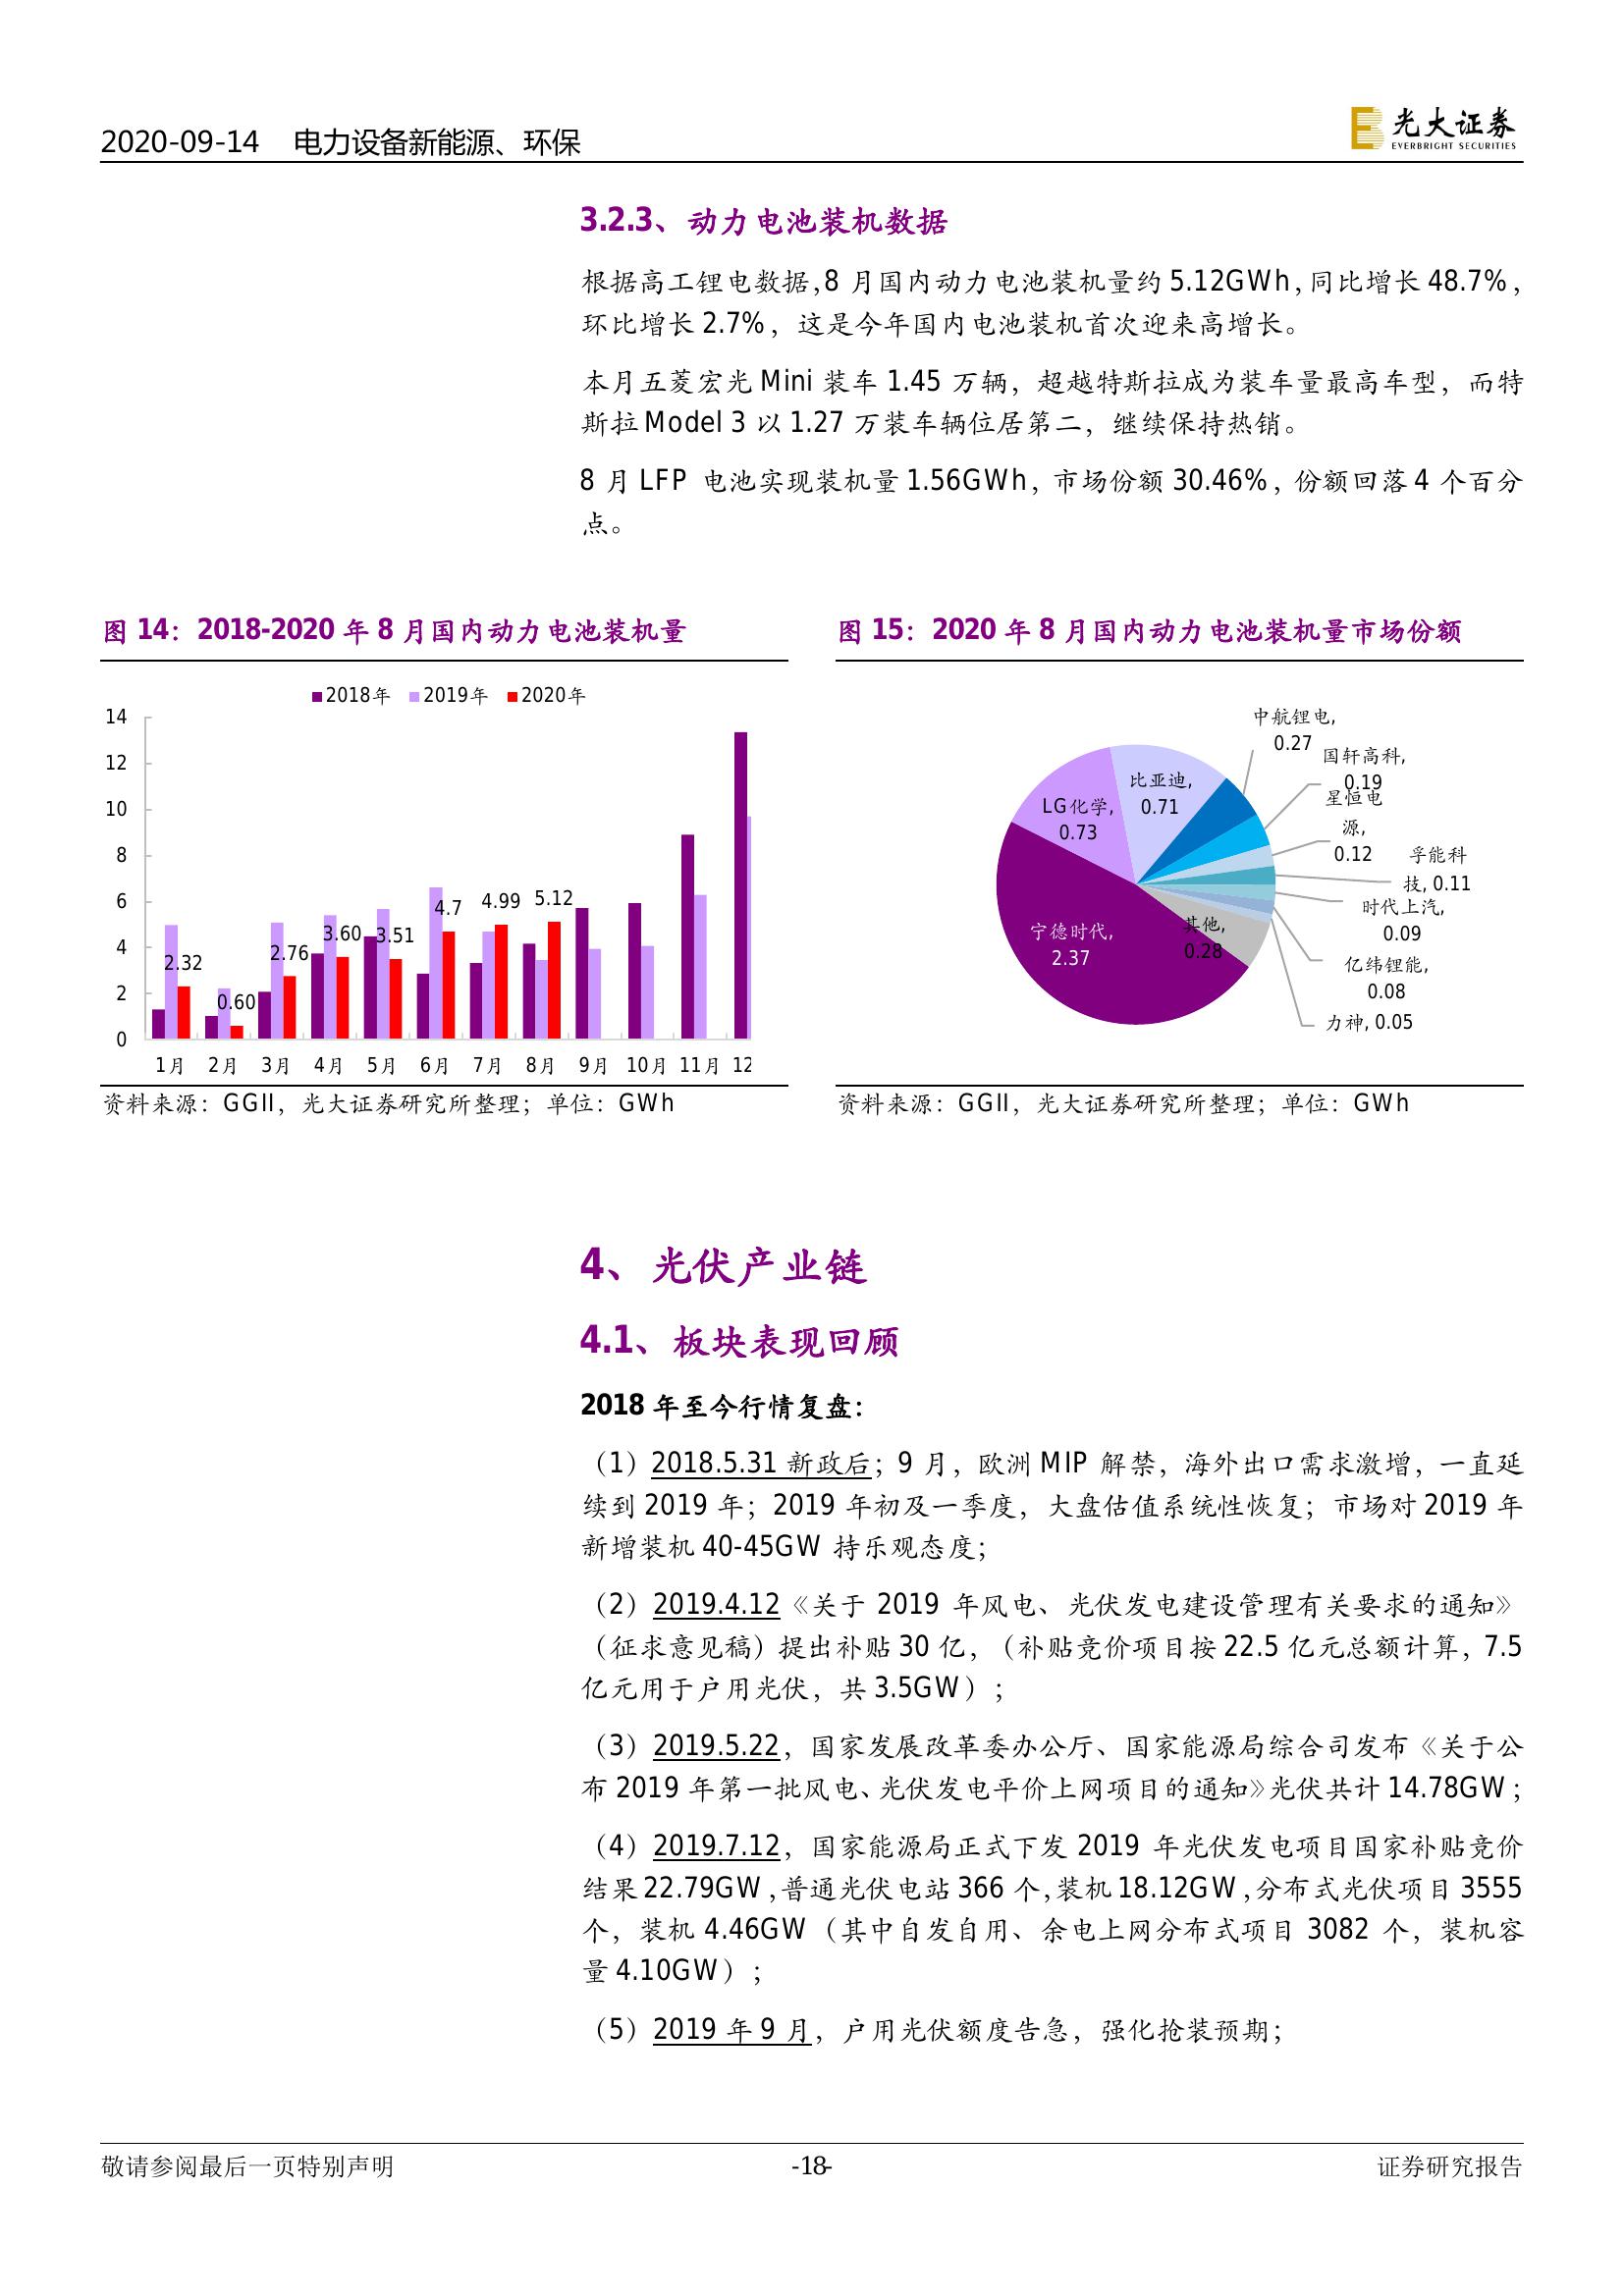 2020-09-14 电力设备新能源、环保
光大证券
EVERBRIGHT SECURITIES
3.2.3、动力电池装机数据
根据高工锂电数据,8 月国内动力电池装机量约 5.12GWh,同比增长 48.7%,
环比增长 2.7%，这是今年国内电池装机首次迎来高增长。
本月五菱宏光 Mini 装车 1.45 万辆，超越特斯拉成为装车量最高车型，而特
斯拉 Model 3 以 1.27 万装车辆位居第二，继续保持热销。
8 月 LFP 电池实现装机量 1.56GWh，市场份额 30.46%，份额回落 4 个百分
点。
图 14：2018-2020 年 8 月国内动力电池装机量
2018年 2019年 2020年
14
12
10
8
6
4
2
0
2.32
0.60
2.76
3.60
3.51
4.7
4.99
5.12
1月 2月 3月 4月 5月 6月 7月 8月 9月 10月 11月 12
资料来源：GGII，光大证券研究所整理；单位：GWh
图 15：2020 年 8 月国内动力电池装机量市场份额
中航锂电,
0.27
国轩高科,
0.19
星恒电
源,
0.12
孚能科
技, 0.11
时代上汽,
0.09
亿纬锂能,
0.08
力神, 0.05
其他,
0.28
宁德时代,
2.37
LG化学,
0.73
比亚迪,
0.71
资料来源：GGII，光大证券研究所整理；单位：GWh
4、光伏产业链
4.1、板块表现回顾
2018 年至今行情复盘：
（1）2018.5.31 新政后；9 月，欧洲 MIP 解禁，海外出口需求激增，一直延
续到 2019 年；2019 年初及一季度，大盘估值系统性恢复；市场对 2019 年
新增装机 40-45GW 持乐观态度；
（2）2019.4.12《关于 2019 年风电、光伏发电建设管理有关要求的通知》
（征求意见稿）提出补贴 30 亿，（补贴竞价项目按 22.5 亿元总额计算，7.5
亿元用于户用光伏，共 3.5GW）；
（3）2019.5.22，国家发展改革委办公厅、国家能源局综合司发布《关于公
布 2019 年第一批风电、光伏发电平价上网项目的通知》光伏共计 14.78GW；
（4）2019.7.12，国家能源局正式下发 2019 年光伏发电项目国家补贴竞价
结果 22.79GW,普通光伏电站 366 个,装机 18.12GW,分布式光伏项目 3555
个，装机 4.46GW（其中自发自用、余电上网分布式项目 3082 个，装机容
量 4.10GW）；
（5）2019 年 9 月，户用光伏额度告急，强化抢装预期；
敬请参阅最后一页特别声明 -18- 证券研究报告